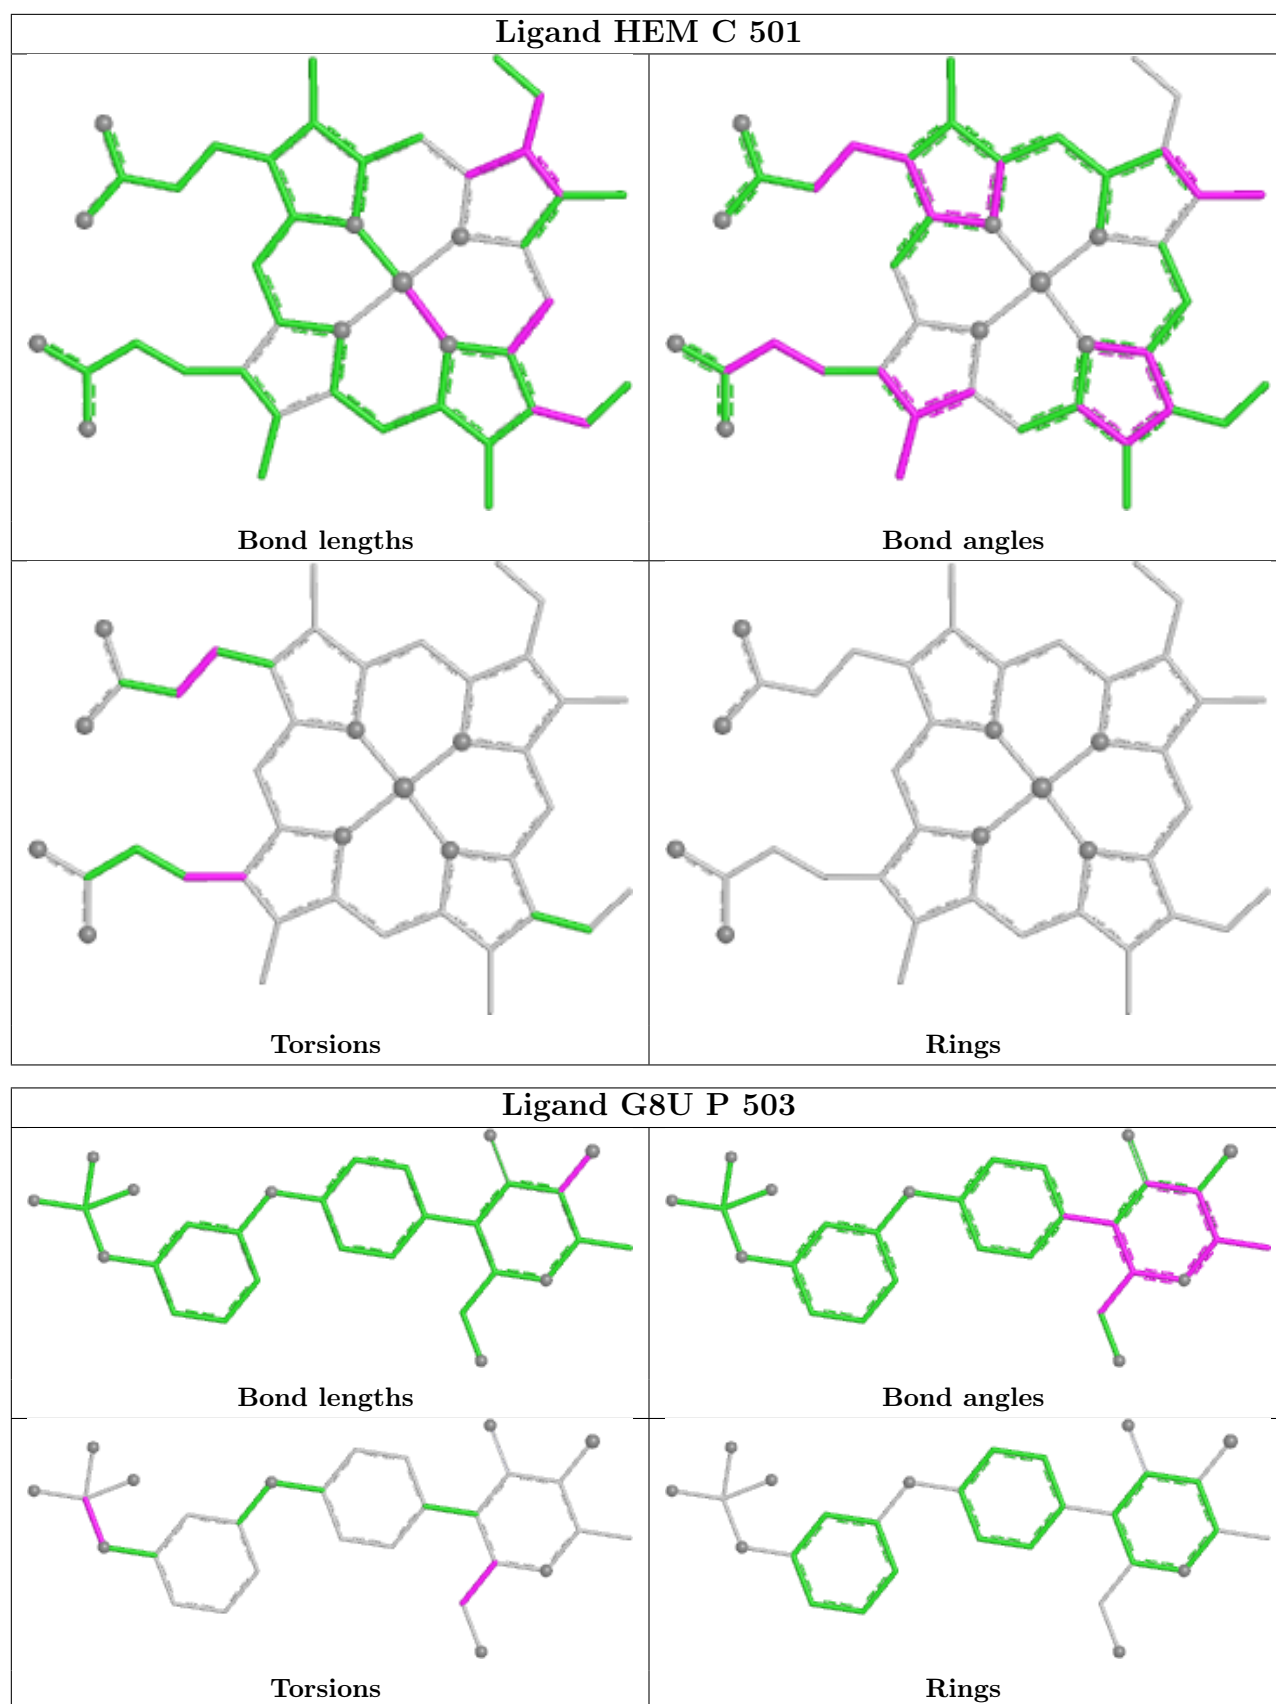 Ligand HEM C 501
Bond lengths
Bond angles
Torsions
Rings
Ligand G8U P 503
Bond lengths
Bond angles
Torsions
Rings